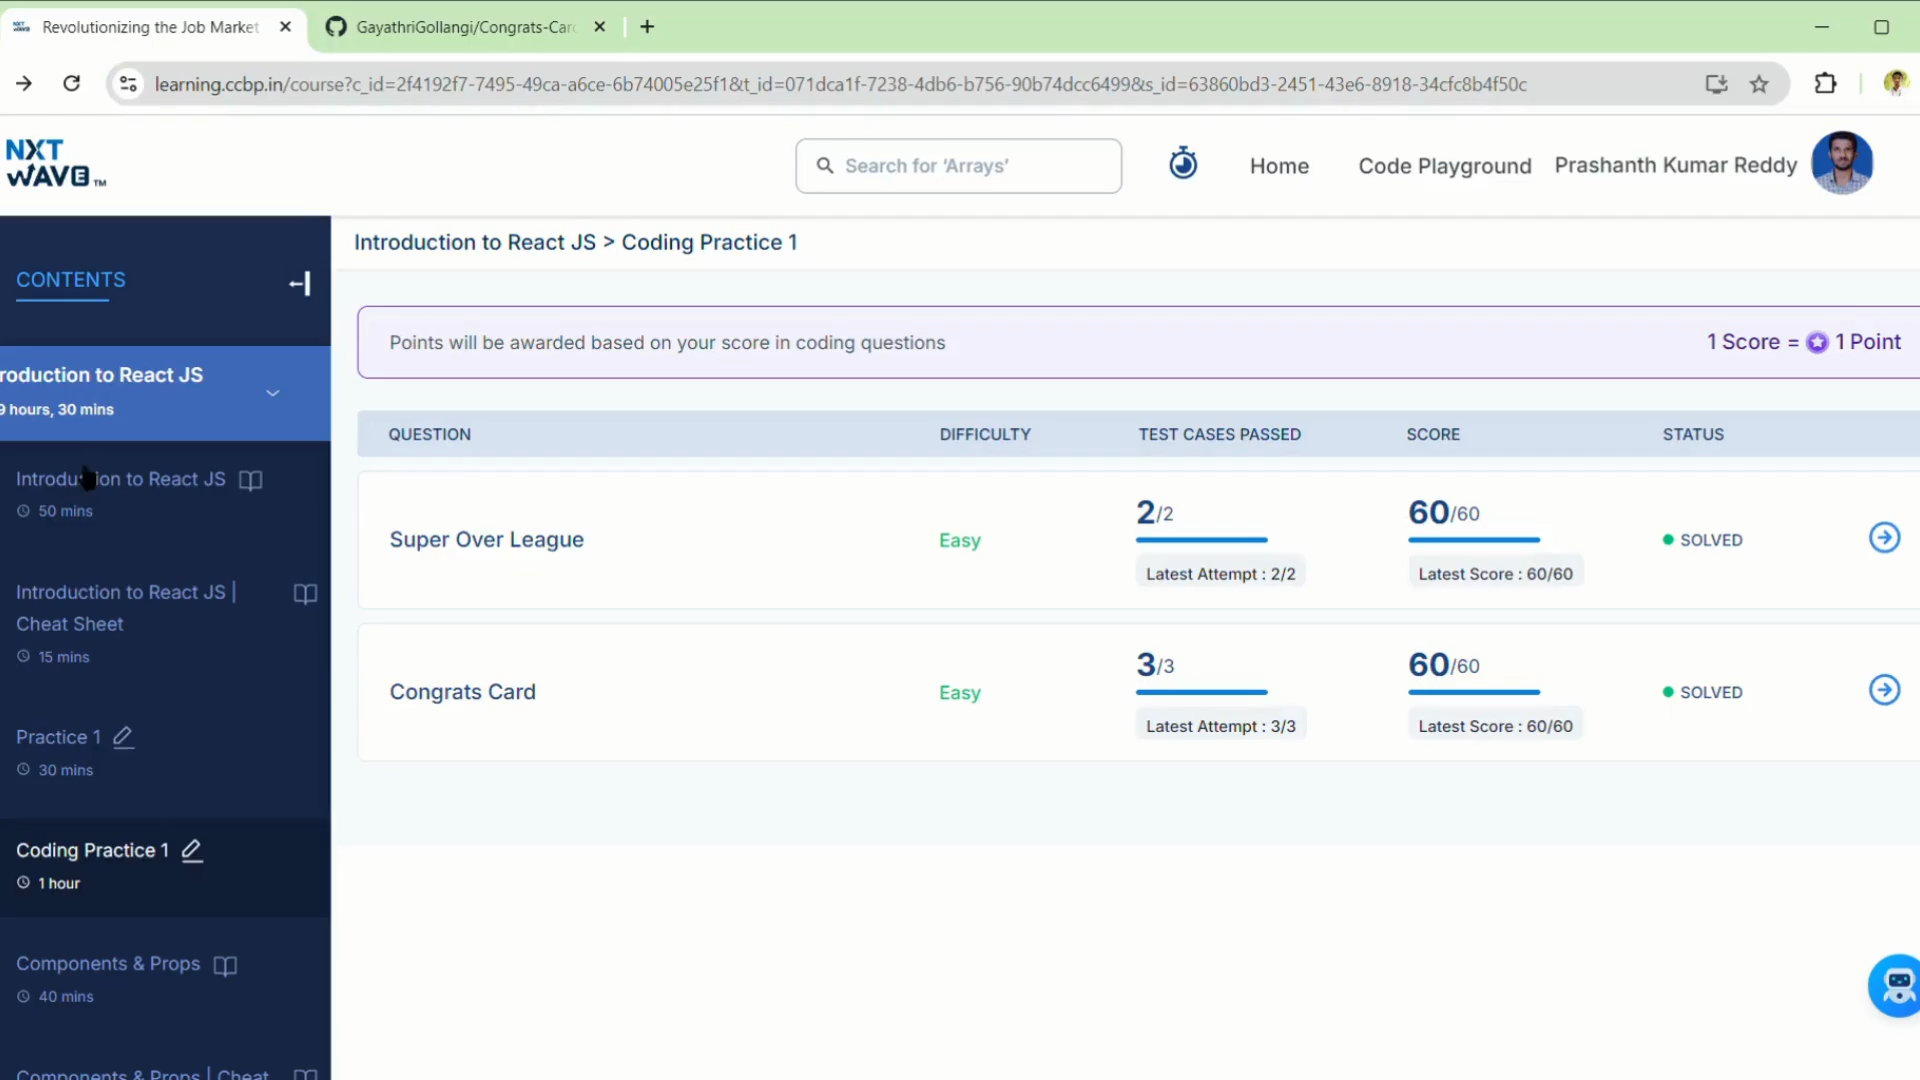 Revolutionizing the Job Market
GayathriGollangi/Congrats-Card
learning.ccbp.in/course?c_id=2f4192f7-7495-49ca-a6ce-6b74005e25f1&t_id=071dca1f-7238-4db6-b756-90b74dcc6499&s_id=63860bd3-2451-43e6-8918-34cfc8b4f50c
NXT
WAVE TM
Search for ‘Arrays’
Home
Code Playground
Prashanth Kumar Reddy
CONTENTS
roduction to React JS
9 hours, 30 mins
Introduction to React JS
50 mins
Introduction to React JS |
Cheat Sheet
15 mins
Practice 1
30 mins
Coding Practice 1
1 hour
Components & Props
40 mins
Components & Props | Cheat
Introduction to React JS > Coding Practice 1
Points will be awarded based on your score in coding questions
1 Score = 1 Point
QUESTION DIFFICULTY TEST CASES PASSED SCORE STATUS
Super Over League Easy 2/2 60/60 SOLVED
Latest Attempt : 2/2 Latest Score : 60/60
Congrats Card Easy 3/3 60/60 SOLVED
Latest Attempt : 3/3 Latest Score : 60/60